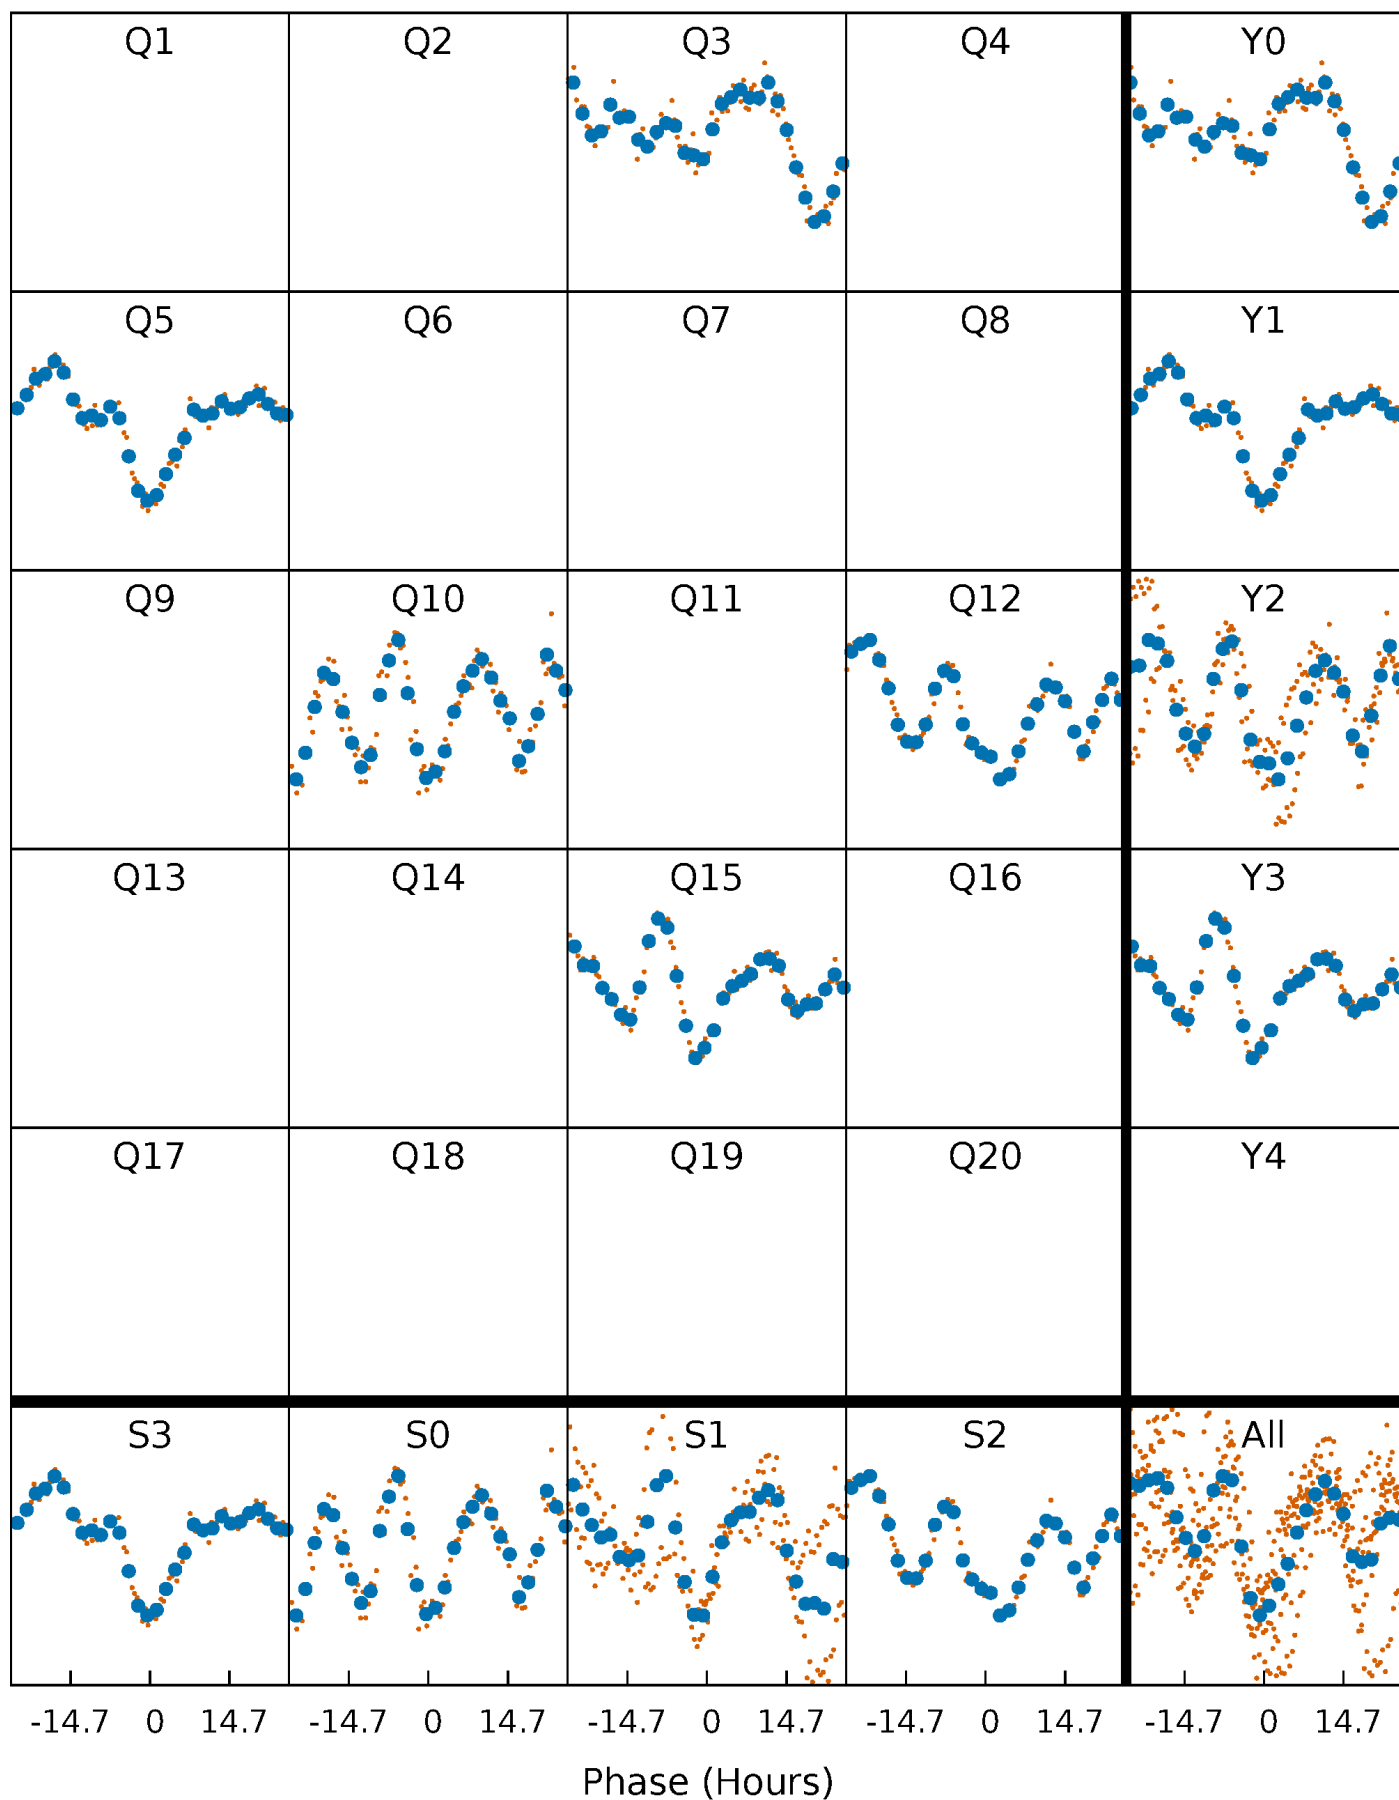 Q1 Q2 Q3 Q4 Y0
Q5 Q6 Q7 Q8 Y1
Q9 Q10 Q11 Q12 Y2
Q13 Q14 Q15 Q16 Y3
Q17 Q18 Q19 Q20 Y4
S3 S0 S1 S2 All
-14.7 0 14.7 -14.7 0 14.7 -14.7 0 14.7 -14.7 0 14.7 -14.7 0 14.7
Phase (Hours)